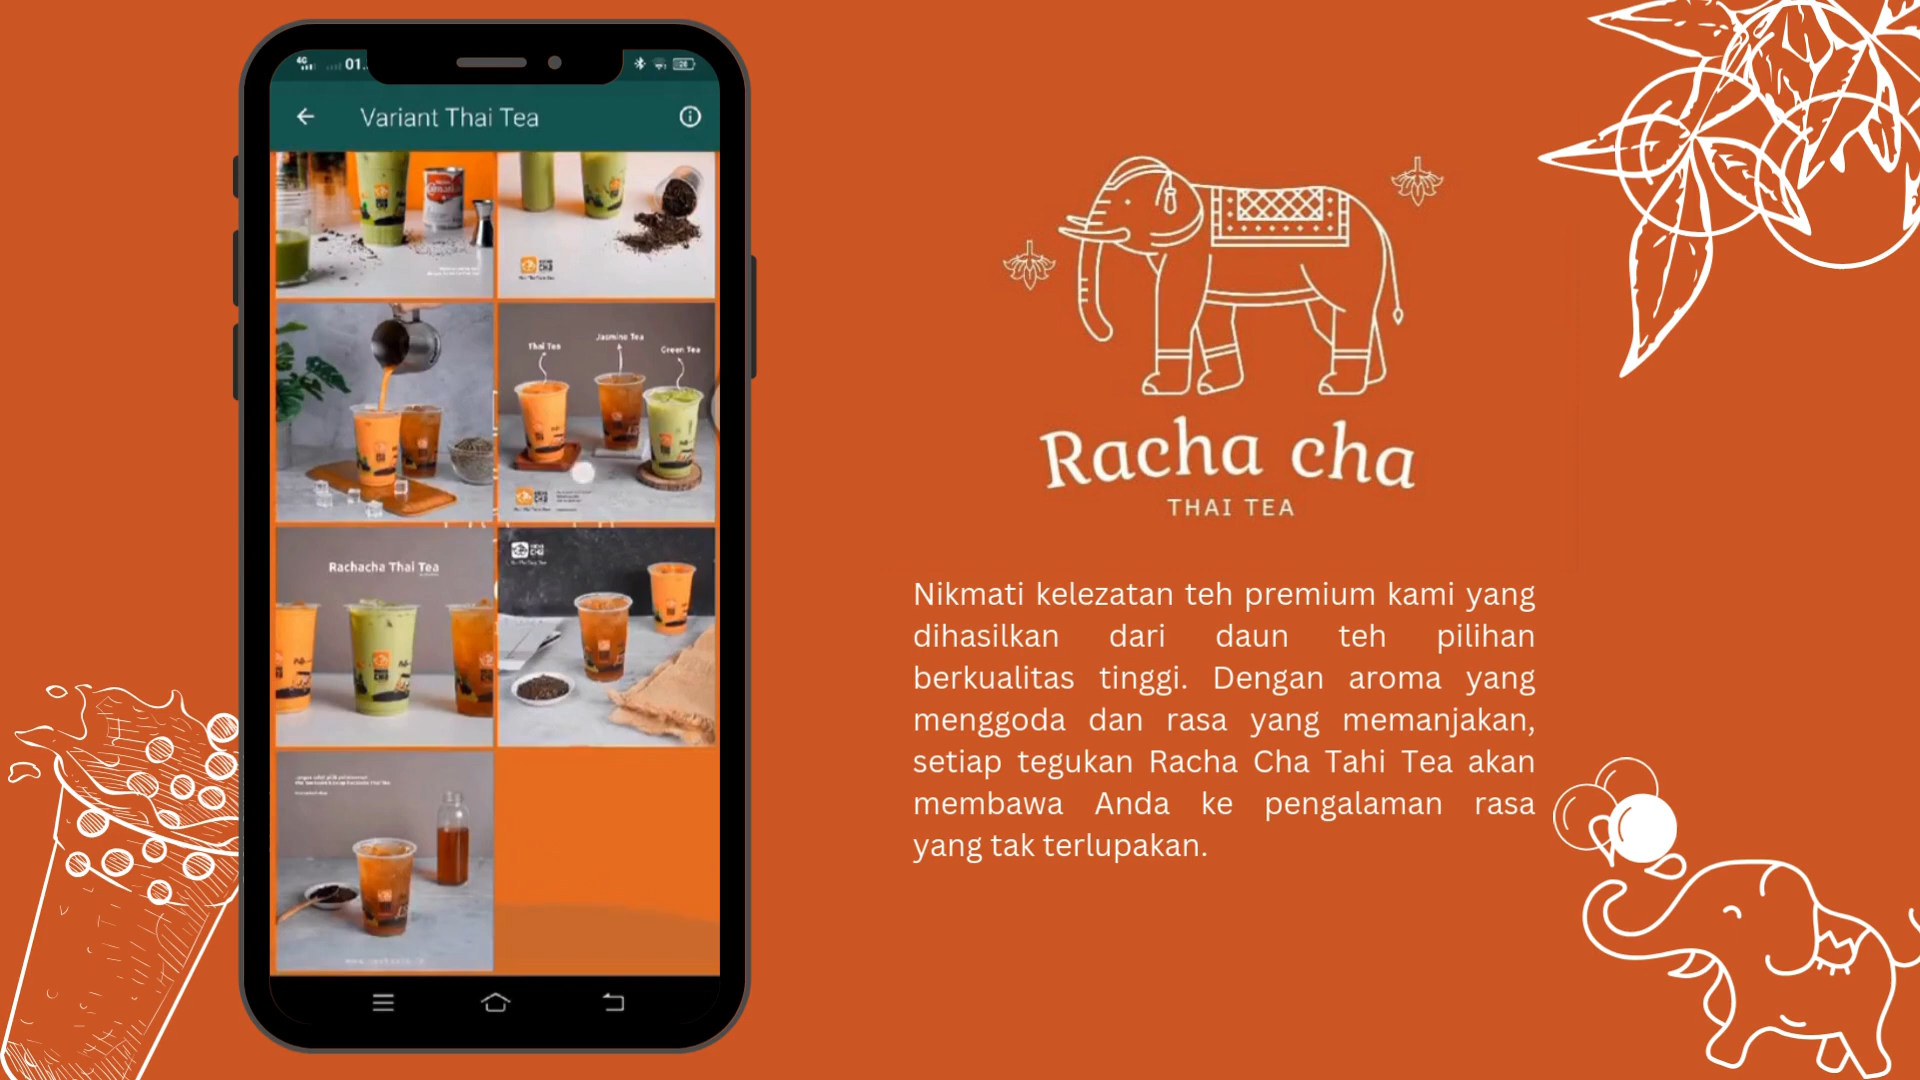 4G
01.
Variant Thai Tea
Thai Tea
Jasmine Tea
Green Tea
Rachacha Thai Tea
Racha cha
THAI TEA
Nikmati kelezatan teh premium kami yang
dihasilkan dari daun teh pilihan
berkualitas tinggi. Dengan aroma yang
menggoda dan rasa yang memanjakan,
setiap tegukan Racha Cha Tahi Tea akan
membawa Anda ke pengalaman rasa
yang tak terlupakan.